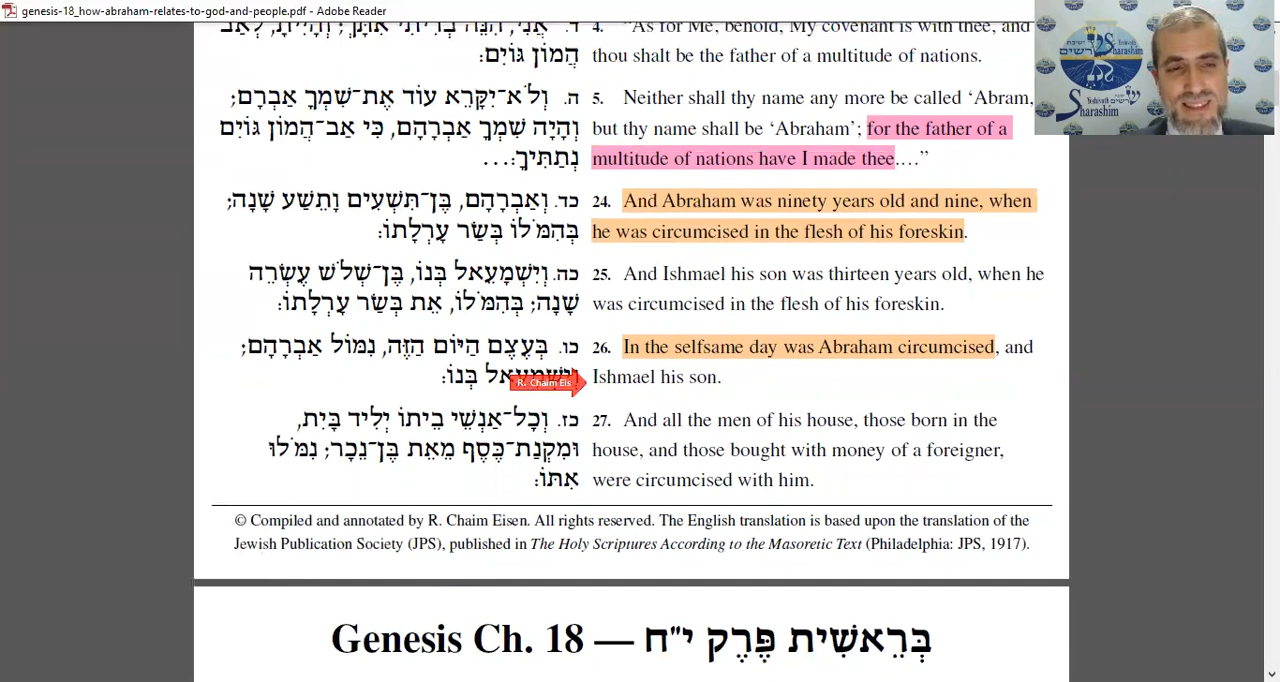 genesis-18_how-abraham-relates-to-god-and-people.pdf - Adobe Reader
ד. אֲנִי, הִנֵּה בְרִיתִי אִתָּךְ; וְהָיִיתָ, לְאַב
הֲמוֹן גּוֹיִם:
4. "As for Me, behold, My covenant is with thee, and
thou shalt be the father of a multitude of nations.
ה. וְלֹא־יִקָּרֵא עוֹד אֶת־שִׁמְךָ אַבְרָם;
וְהָיָה שִׁמְךָ אַבְרָהָם, כִּי אַב־הֲמוֹן גּוֹיִם
נְתַתִּיךָ:...
5. Neither shall thy name any more be called ‘Abram,
but thy name shall be ‘Abraham’; for the father of a
multitude of nations have I made thee....”
כד. וְאַבְרָהָם, בֶּן־תִּשְׁעִים וָתֵשַׁע שָׁנָה;
בְּהִמֹּלוֹ בְּשַׂר עָרְלָתוֹ:
24. And Abraham was ninety years old and nine, when
he was circumcised in the flesh of his foreskin.
כה. וְיִשְׁמָעֵאל בְּנוֹ, בֶּן־שְׁלֹשׁ עֶשְׂרֵה
שָׁנָה; בְּהִמֹּלוֹ, אֵת בְּשַׂר עָרְלָתוֹ:
25. And Ishmael his son was thirteen years old, when he
was circumcised in the flesh of his foreskin.
כו. בְּעֶצֶם הַיּוֹם הַזֶּה, נִמּוֹל אַבְרָהָם;
וְיִשְׁמָעֵאל בְּנוֹ:
R. Chaim Eis
26. In the selfsame day was Abraham circumcised, and
Ishmael his son.
כז. וְכָל־אַנְשֵׁי בֵיתוֹ יְלִיד בָּיִת,
וּמִקְנַת־כֶּסֶף מֵאֵת בֶּן־נֵכָר; נִמֹּלוּ
אִתּוֹ:
27. And all the men of his house, those born in the
house, and those bought with money of a foreigner,
were circumcised with him.
© Compiled and annotated by R. Chaim Eisen. All rights reserved. The English translation is based upon the translation of the
Jewish Publication Society (JPS), published in The Holy Scriptures According to the Masoretic Text (Philadelphia: JPS, 1917).
Genesis Ch. 18 — בְּרֵאשִׁית פֶּרֶק י"ח
Yeshivat
Sharashim
ישיבת
שרשים